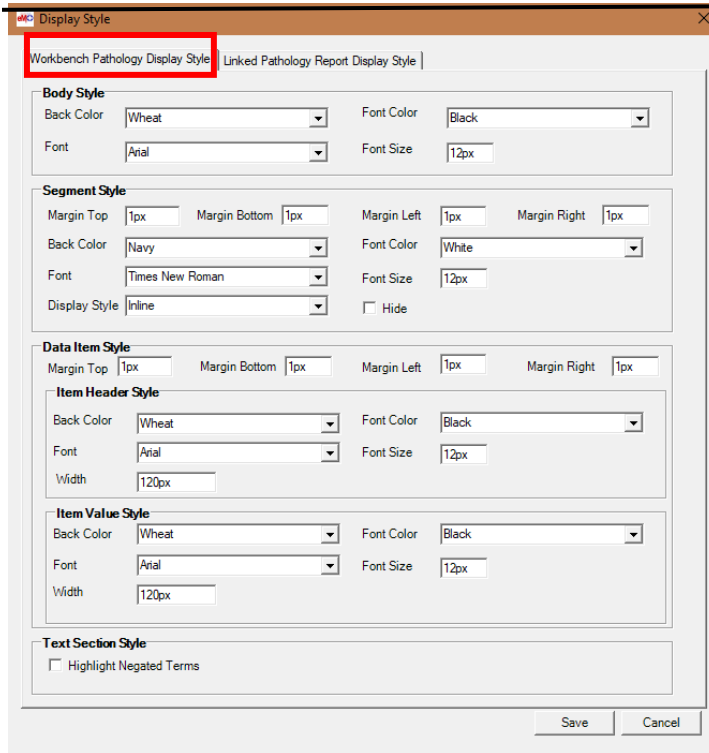 eMC Display Style
Workbench Pathology Display Style Linked Pathology Report Display Style
Body Style
Back Color Wheat Font Color Black
Font Arial Font Size 12px
Segment Style
Margin Top 1px Margin Bottom 1px Margin Left 1px Margin Right 1px
Back Color Navy Font Color White
Font Times New Roman Font Size 12px
Display Style Inline Hide
Data Item Style
Margin Top 1px Margin Bottom 1px Margin Left 1px Margin Right 1px
Item Header Style
Back Color Wheat Font Color Black
Font Arial Font Size 12px
Width 120px
Item Value Style
Back Color Wheat Font Color Black
Font Arial Font Size 12px
Width 120px
Text Section Style
Highlight Negated Terms
Save Cancel